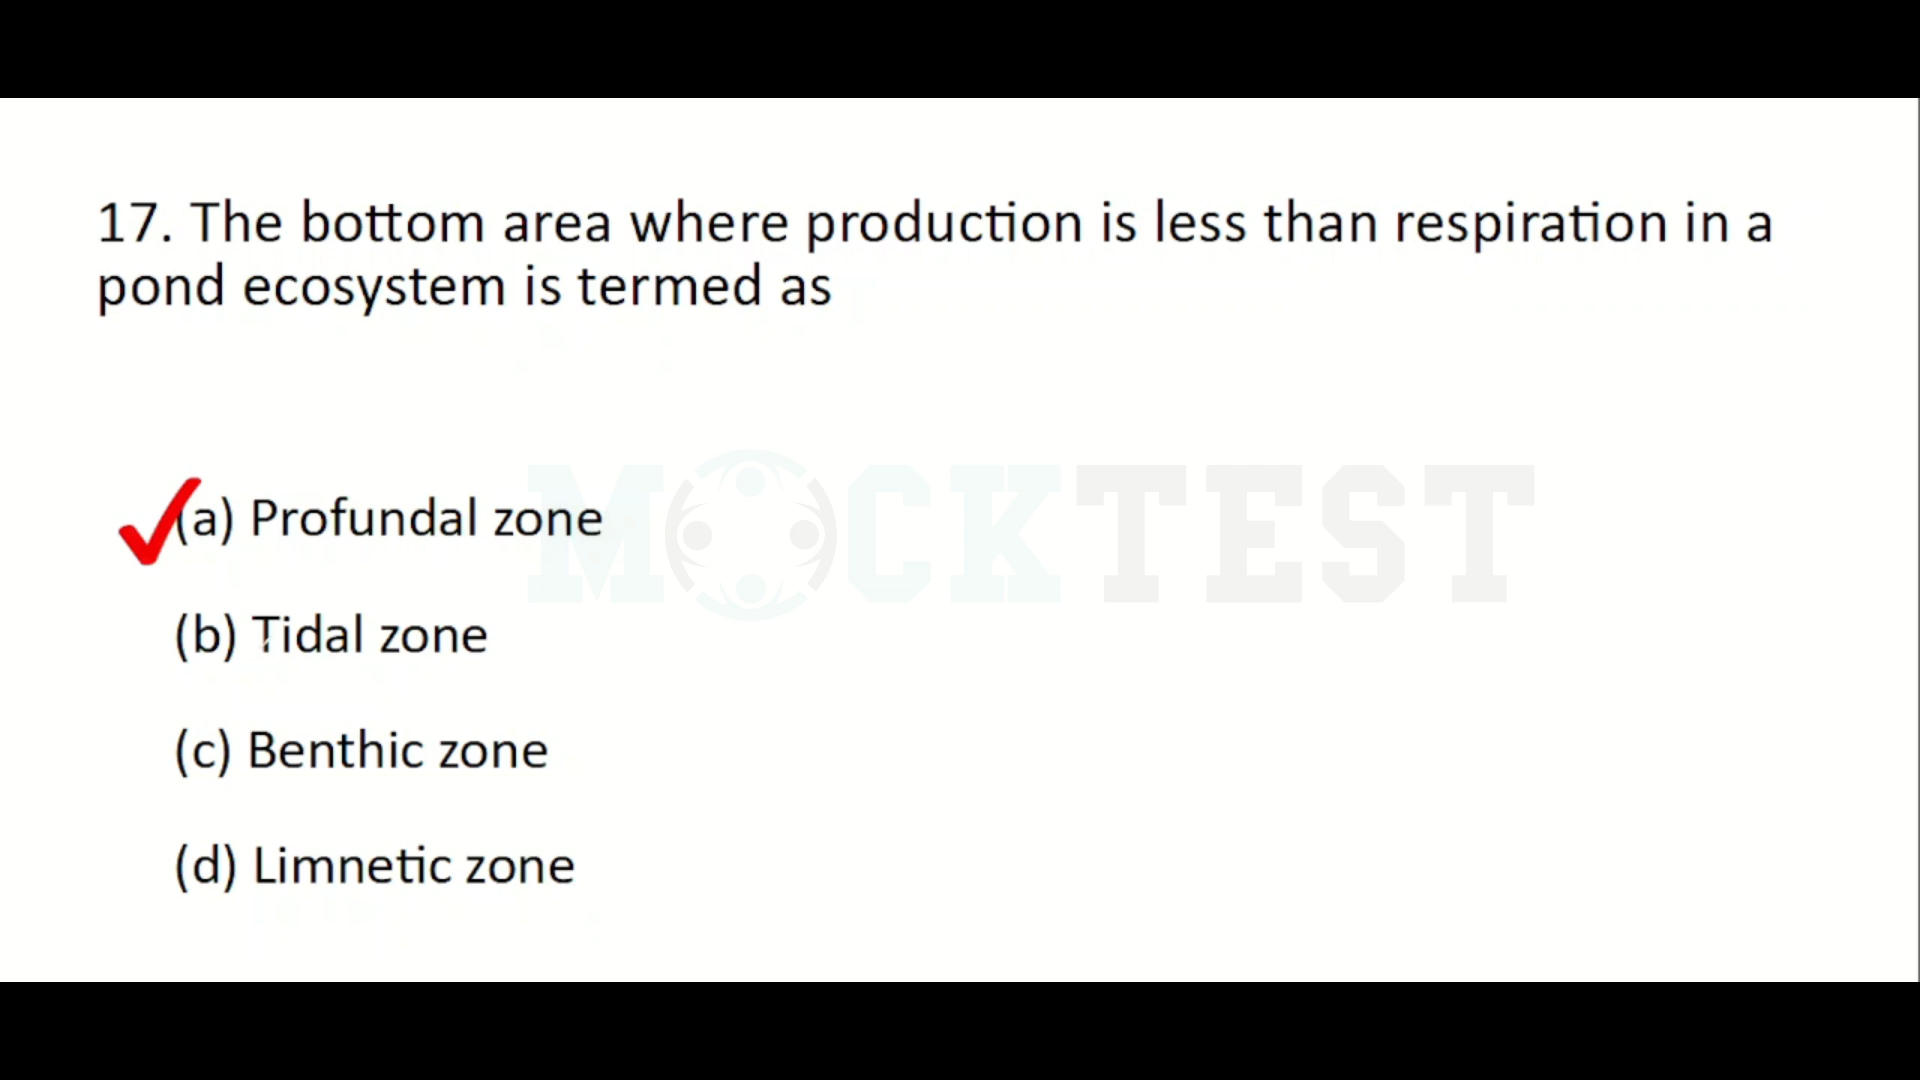 17. The bottom area where production is less than respiration in a
pond ecosystem is termed as
(a) Profundal zone
MOCKTEST
(b) Tidal zone
(c) Benthic zone
(d) Limnetic zone